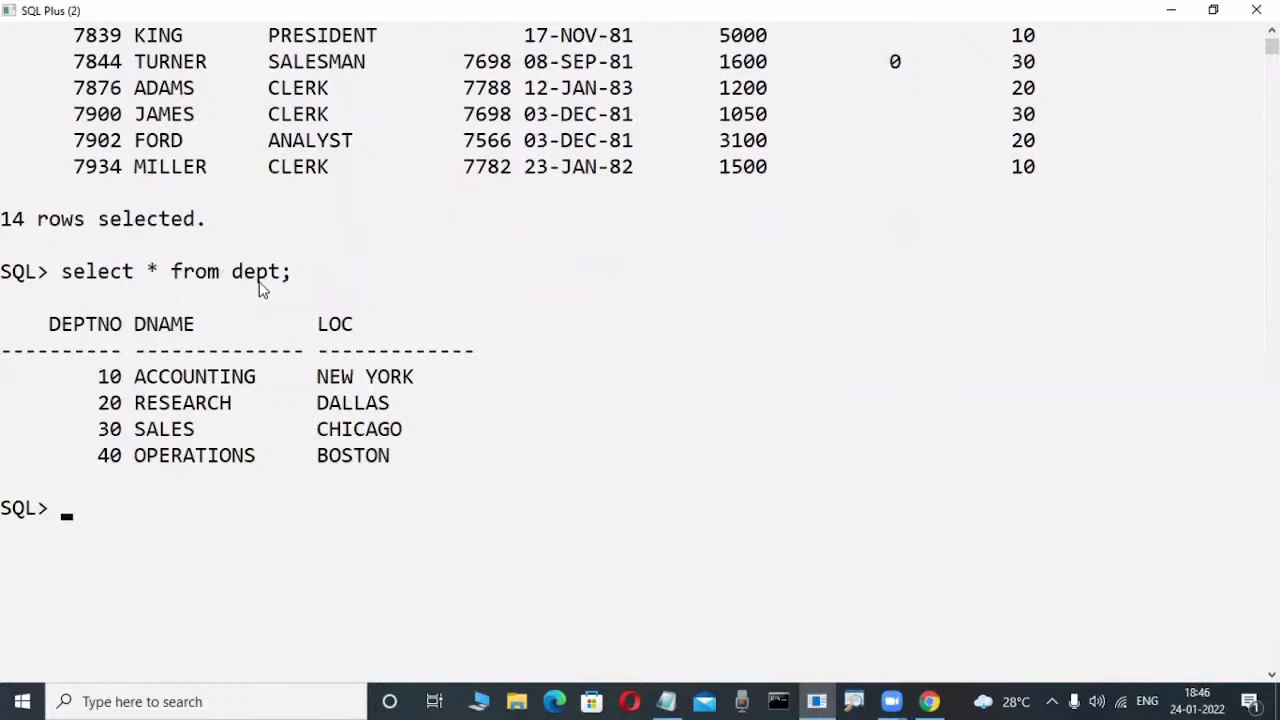 SQL Plus (2)
7839 KING PRESIDENT 17-NOV-81 5000 10
7844 TURNER SALESMAN 7698 08-SEP-81 1600 0 30
7876 ADAMS CLERK 7788 12-JAN-83 1200 20
7900 JAMES CLERK 7698 03-DEC-81 1050 30
7902 FORD ANALYST 7566 03-DEC-81 3100 20
7934 MILLER CLERK 7782 23-JAN-82 1500 10
14 rows selected.
SQL> select * from dept;
DEPTNO DNAME LOC
---------- -------------- -------------
10 ACCOUNTING NEW YORK
20 RESEARCH DALLAS
30 SALES CHICAGO
40 OPERATIONS BOSTON
SQL>
Type here to search
28°C
ENG
18:46
24-01-2022
1